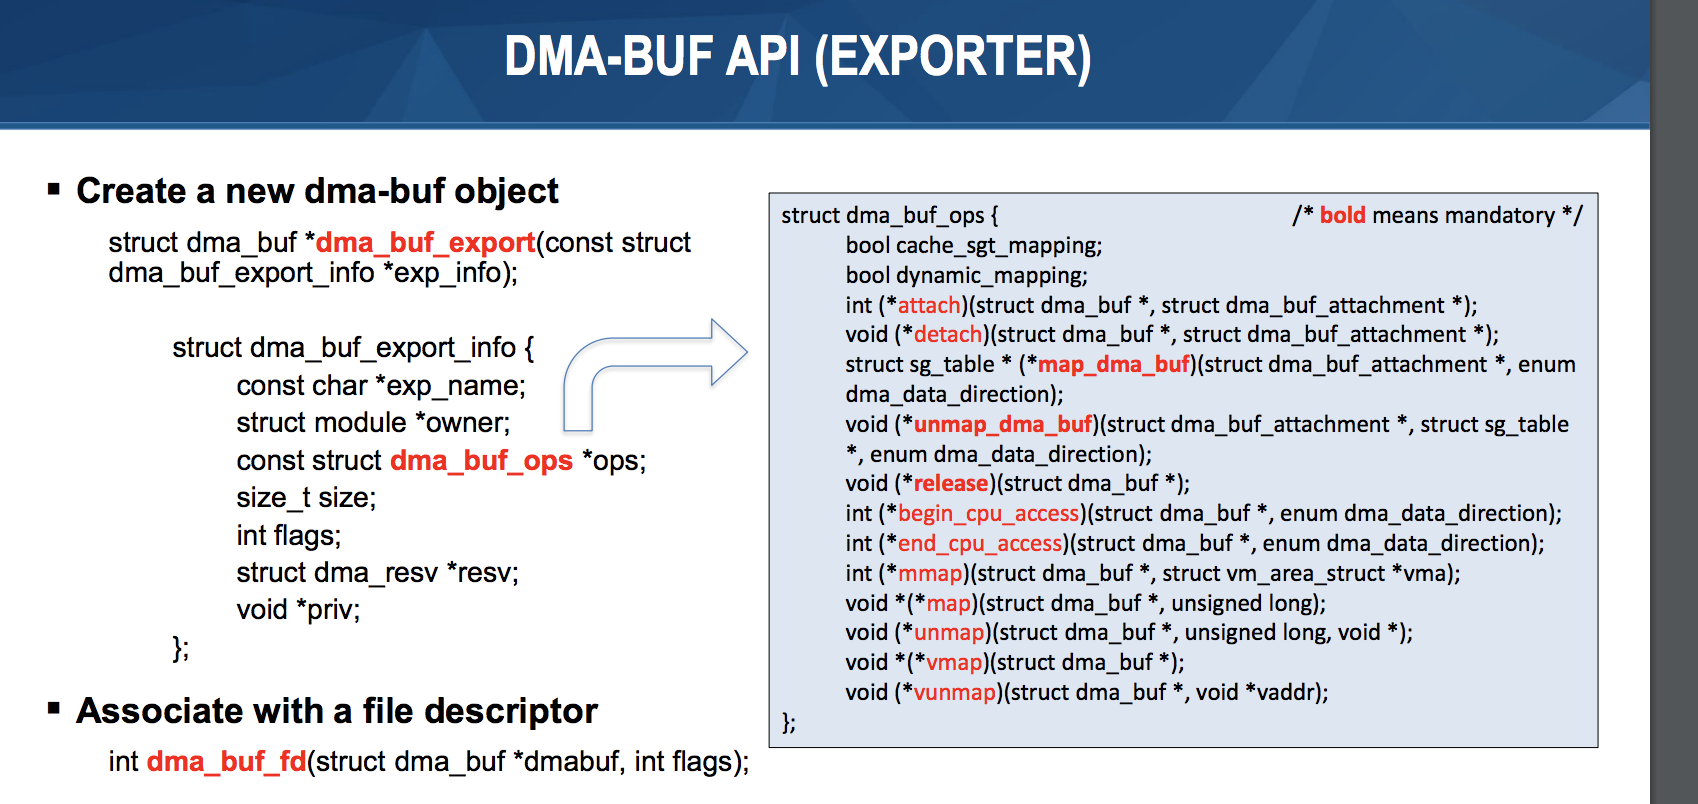 DMA-BUF API (EXPORTER)
▪ Create a new dma-buf object
struct dma_buf *dma_buf_export(const struct
dma_buf_export_info *exp_info);
struct dma_buf_export_info {
const char *exp_name;
struct module *owner;
const struct dma_buf_ops *ops;
size_t size;
int flags;
struct dma_resv *resv;
void *priv;
};
▪ Associate with a file descriptor
int dma_buf_fd(struct dma_buf *dmabuf, int flags);
struct dma_buf_ops { /* bold means mandatory */
bool cache_sgt_mapping;
bool dynamic_mapping;
int (*attach)(struct dma_buf *, struct dma_buf_attachment *);
void (*detach)(struct dma_buf *, struct dma_buf_attachment *);
struct sg_table * (*map_dma_buf)(struct dma_buf_attachment *, enum
dma_data_direction);
void (*unmap_dma_buf)(struct dma_buf_attachment *, struct sg_table
*, enum dma_data_direction);
void (*release)(struct dma_buf *);
int (*begin_cpu_access)(struct dma_buf *, enum dma_data_direction);
int (*end_cpu_access)(struct dma_buf *, enum dma_data_direction);
int (*mmap)(struct dma_buf *, struct vm_area_struct *vma);
void *(*map)(struct dma_buf *, unsigned long);
void (*unmap)(struct dma_buf *, unsigned long, void *);
void *(*vmap)(struct dma_buf *);
void (*vunmap)(struct dma_buf *, void *vaddr);
};